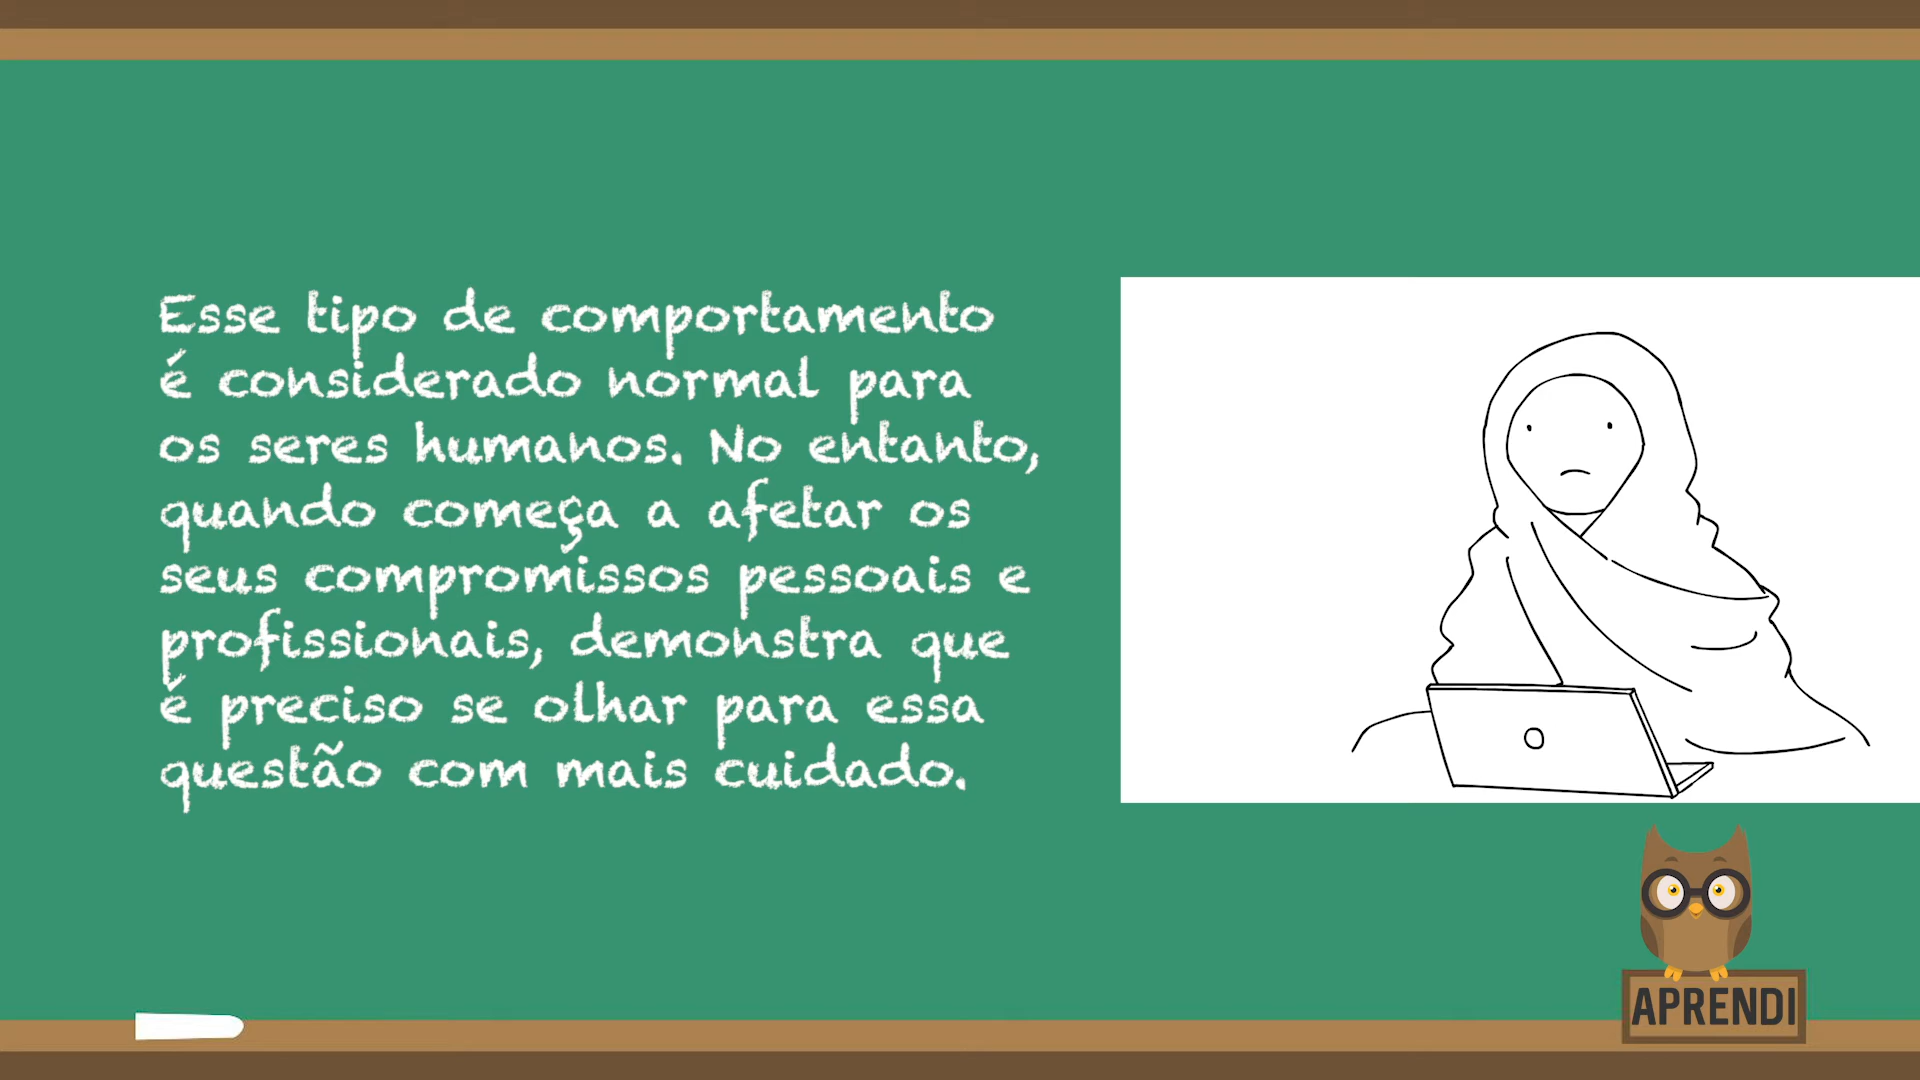 Esse tipo de comportamento
é considerado normal para
os seres humanos. No entanto,
quando começa a afetar os
seus compromissos pessoais e
profissionais, demonstra que
é preciso se olhar para essa
questão com mais cuidado.
APRENDI